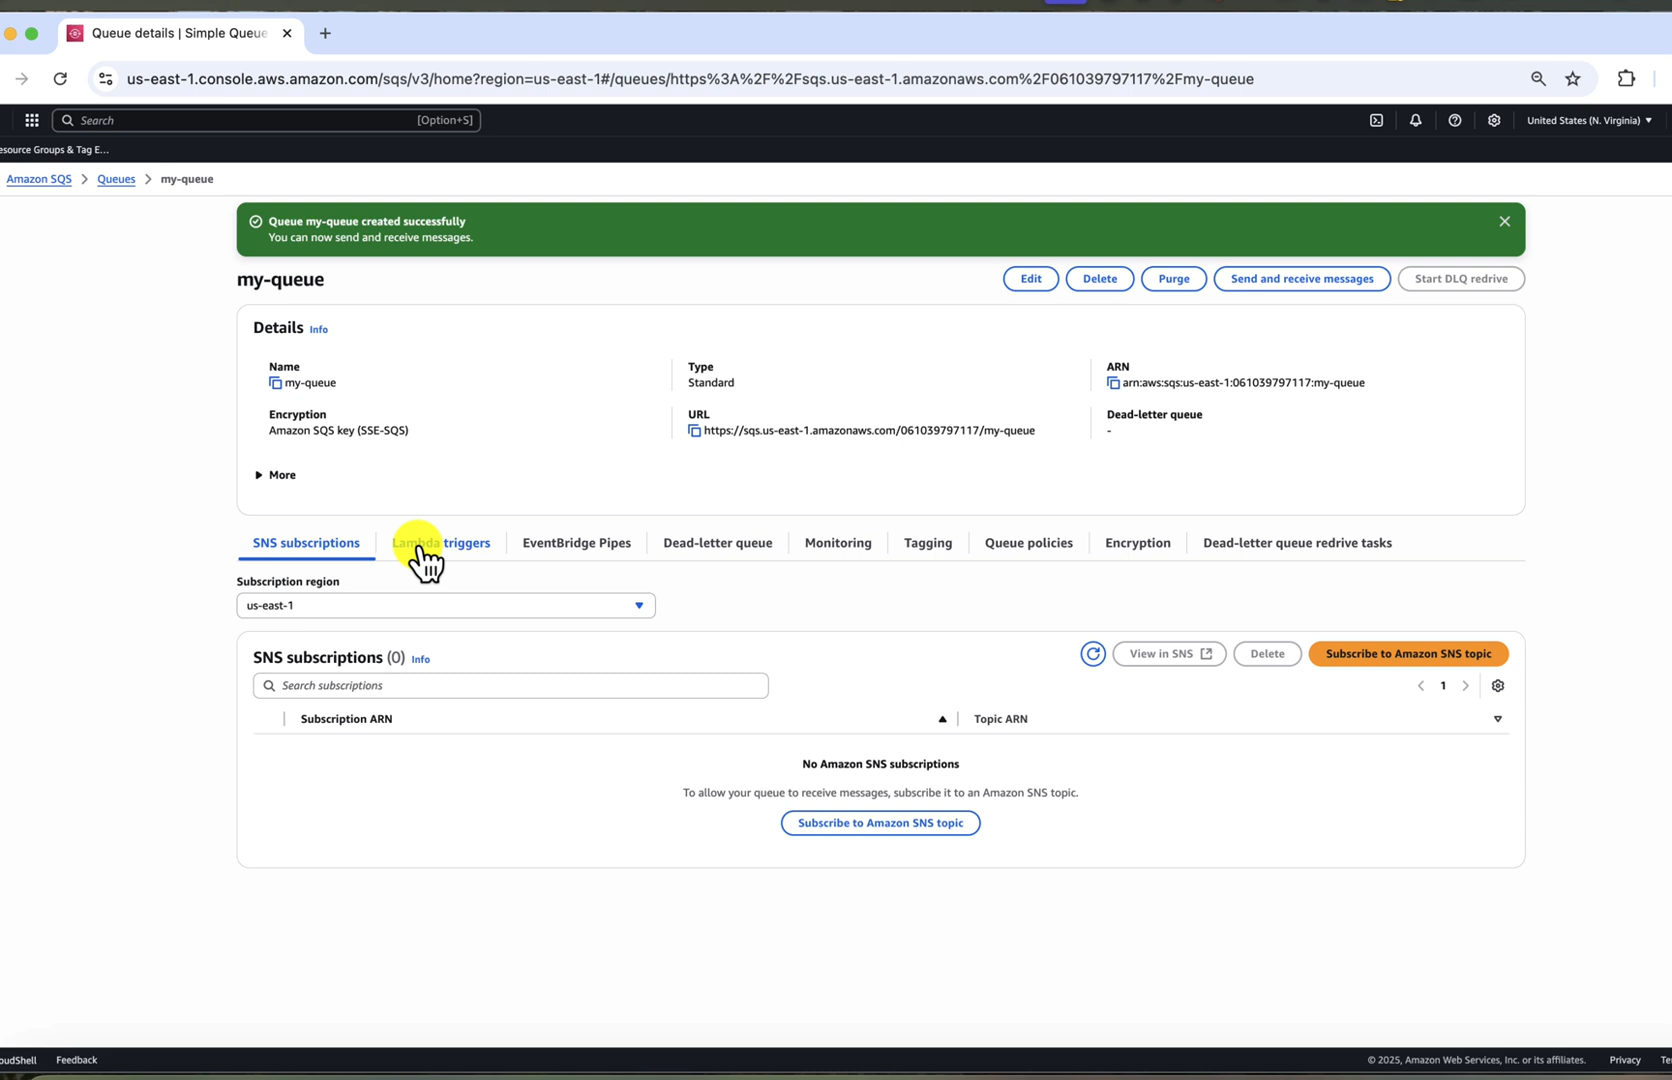 Queue details | Simple Queue
us-east-1.console.aws.amazon.com/sqs/v3/home?region=us-east-1#/queues/https%3A%2F%2Fsqs.us-east-1.amazonaws.com%2F061039797117%2Fmy-queue
Search [Option+S] United States (N. Virginia)
esource Groups & Tag E...
Amazon SQS > Queues > my-queue
Queue my-queue created successfully
You can now send and receive messages.
my-queue Edit Delete Purge Send and receive messages Start DLQ redrive
Details Info
Name Type ARN
my-queue Standard arn:aws:sqs:us-east-1:061039797117:my-queue
Encryption URL Dead-letter queue
Amazon SQS key (SSE-SQS) https://sqs.us-east-1.amazonaws.com/061039797117/my-queue -
More
SNS subscriptions Lambda triggers EventBridge Pipes Dead-letter queue Monitoring Tagging Queue policies Encryption Dead-letter queue redrive tasks
Subscription region
us-east-1
SNS subscriptions (0) Info View in SNS Delete Subscribe to Amazon SNS topic
Search subscriptions 1
Subscription ARN Topic ARN
No Amazon SNS subscriptions
To allow your queue to receive messages, subscribe it to an Amazon SNS topic.
Subscribe to Amazon SNS topic
oudShell Feedback © 2025, Amazon Web Services, Inc. or its affiliates. Privacy Te